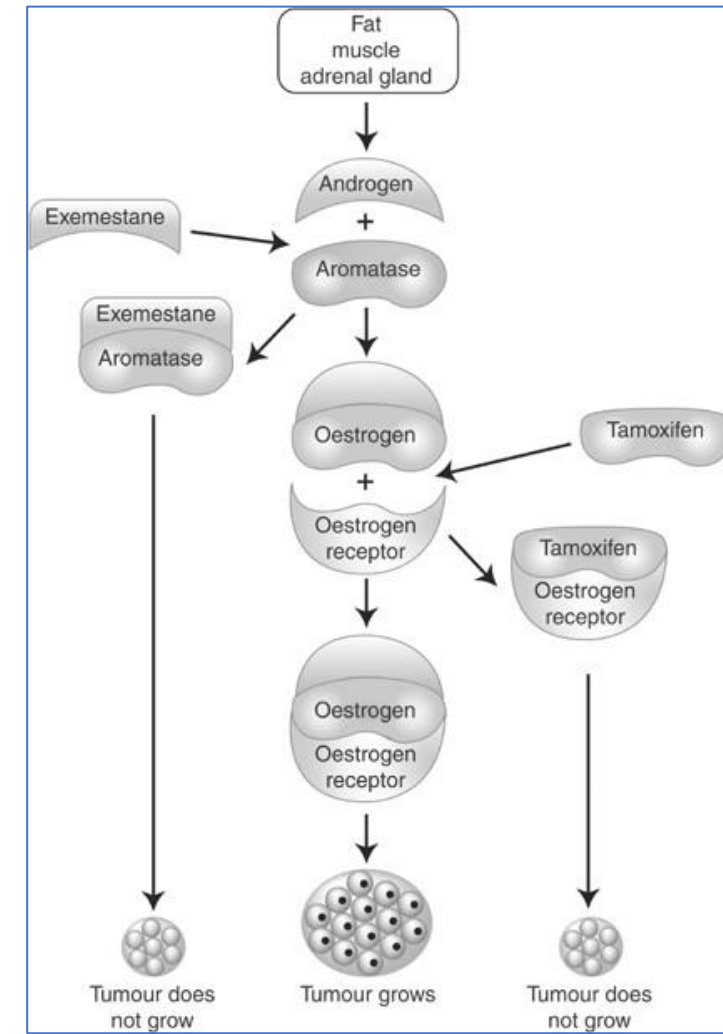 Fat
muscle
adrenal gland
Androgen
+
Exemestane
Aromatase
Exemestane
Aromatase
Oestrogen
+
Tamoxifen
Oestrogen
receptor
Tamoxifen
Oestrogen
receptor
Oestrogen
Oestrogen
receptor
Tumour does
not grow
Tumour grows
Tumour does
not grow